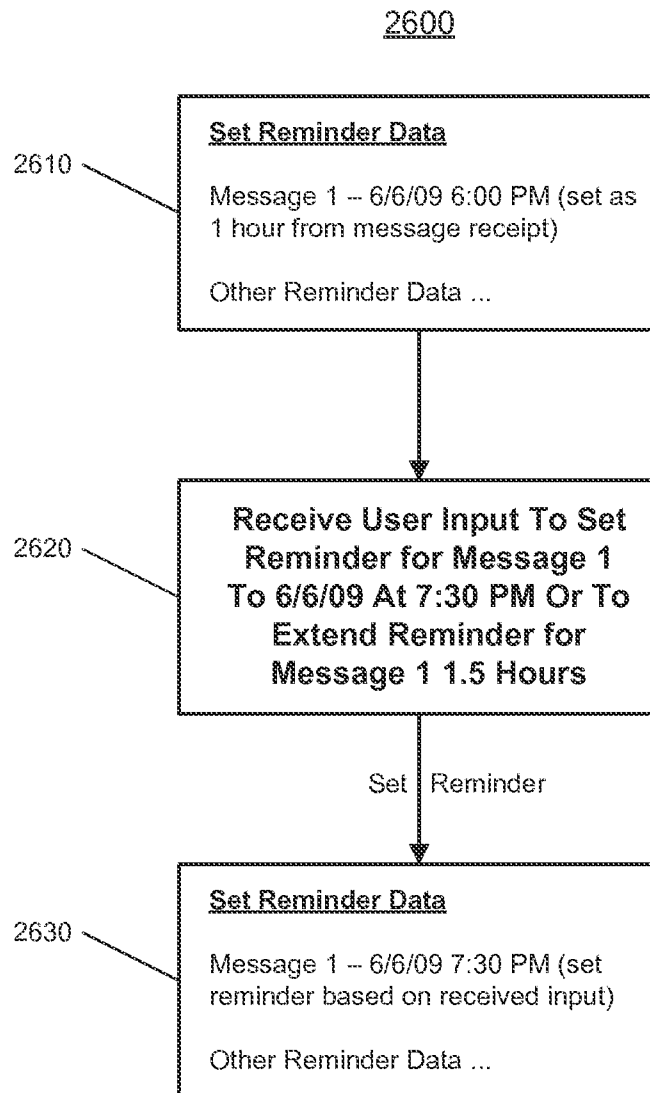 2600
2610
Set Reminder Data
Message 1 -- 6/6/09 6:00 PM (set as
1 hour from message receipt)
Other Reminder Data ...
2620
Receive User Input To Set
Reminder for Message 1
To 6/6/09 At 7:30 PM Or To
Extend Reminder for
Message 1 1.5 Hours
Set Reminder
2630
Set Reminder Data
Message 1 -- 6/6/09 7:30 PM (set
reminder based on received input)
Other Reminder Data ...